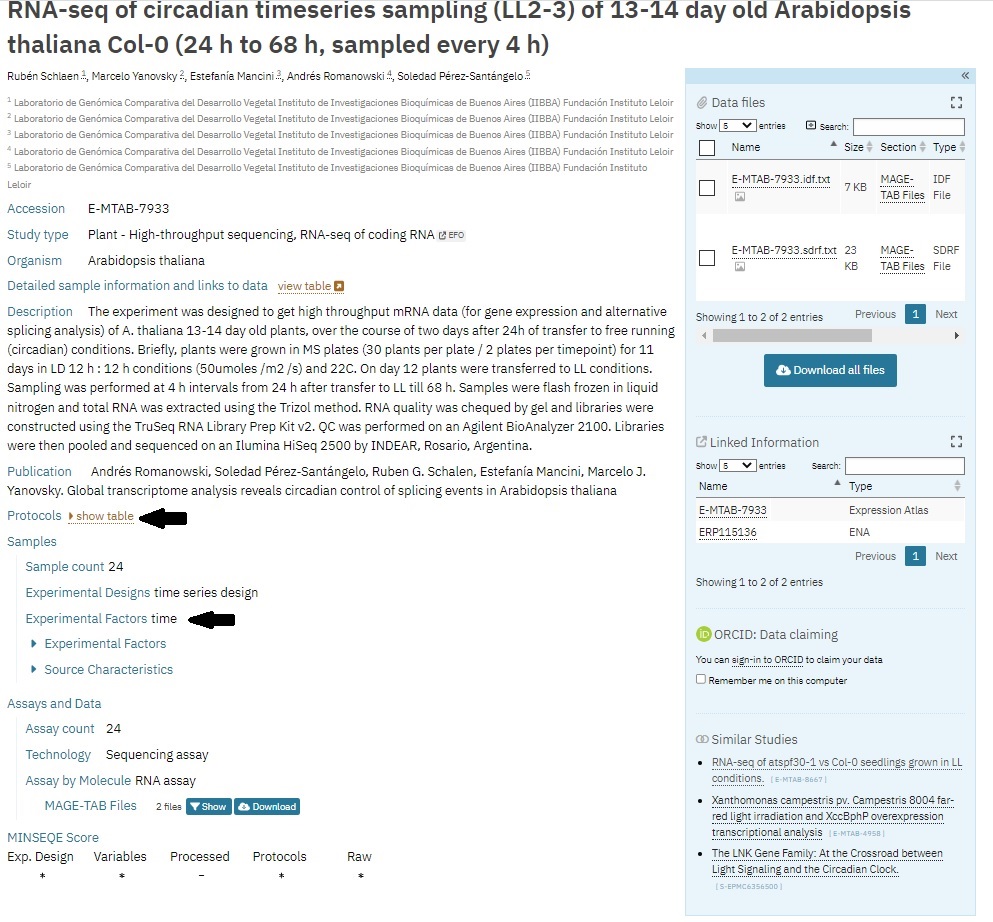 RNA-seq of circadian timeseries sampling (LL2-3) of 13-14 day old Arabidopsis
thaliana Col-0 (24 h to 68 h, sampled every 4 h)
Rubén Schlaen 1, Marcelo Yanovsky 2, Estefanía Mancini 3, Andrés Romanowski 4, Soledad Pérez-Santángelo 5
1 Laboratorio de Genómica Comparativa del Desarrollo Vegetal Instituto de Investigaciones Bioquímicas de Buenos Aires (IIBBA) Fundación Instituto Leloir
2 Laboratorio de Genómica Comparativa del Desarrollo Vegetal Instituto de Investigaciones Bioquímicas de Buenos Aires (IIBBA) Fundación Instituto Leloir
3 Laboratorio de Genómica Comparativa del Desarrollo Vegetal Instituto de Investigaciones Bioquímicas de Buenos Aires (IIBBA) Fundación Instituto Leloir
4 Laboratorio de Genómica Comparativa del Desarrollo Vegetal Instituto de Investigaciones Bioquímicas de Buenos Aires (IIBBA) Fundación Instituto Leloir
5 Laboratorio de Genómica Comparativa del Desarrollo Vegetal Instituto de Investigaciones Bioquímicas de Buenos Aires (IIBBA) Fundación Instituto
Leloir
Accession E-MTAB-7933
Study type Plant - High-throughput sequencing, RNA-seq of coding RNA EFO
Organism Arabidopsis thaliana
Detailed sample information and links to data view table
Description The experiment was designed to get high throughput mRNA data (for gene expression and alternative
splicing analysis) of A. thaliana 13-14 day old plants, over the course of two days after 24h of transfer to free running
(circadian) conditions. Briefly, plants were grown in MS plates (30 plants per plate / 2 plates per timepoint) for 11
days in LD 12 h : 12 h conditions (50umoles /m2 /s) and 22C. On day 12 plants were transferred to LL conditions.
Sampling was performed at 4 h intervals from 24 h after transfer to LL till 68 h. Samples were flash frozen in liquid
nitrogen and total RNA was extracted using the Trizol method. RNA quality was chequed by gel and libraries were
constructed using the TruSeq RNA Library Prep Kit v2. QC was performed on an Agilent BioAnalyzer 2100. Libraries
were then pooled and sequenced on an Ilumina HiSeq 2500 by INDEAR, Rosario, Argentina.
Publication Andrés Romanowski, Soledad Pérez-Santángelo, Ruben G. Schalen, Estefanía Mancini, Marcelo J.
Yanovsky. Global transcriptome analysis reveals circadian control of splicing events in Arabidopsis thaliana
Protocols show table
Samples
Sample count 24
Experimental Designs time series design
Experimental Factors time
Experimental Factors
Source Characteristics
Assays and Data
Assay count 24
Technology Sequencing assay
Assay by Molecule RNA assay
MAGE-TAB Files 2 files Show Download
MINSEQE Score
Exp. Design Variables Processed Protocols Raw
* * - * *
«
Data files
Show 5 entries Search:
Name Size Section Type
E-MTAB-7933.idf.txt 7 KB MAGE-TAB Files IDF File
E-MTAB-7933.sdrf.txt 23 KB MAGE-TAB Files SDRF File
Showing 1 to 2 of 2 entries Previous 1 Next
Download all files
Linked Information
Show 5 entries Search:
Name Type
E-MTAB-7933 Expression Atlas
ERP115136 ENA
Previous 1 Next
Showing 1 to 2 of 2 entries
iD ORCID: Data claiming
You can sign-in to ORCID to claim your data
Remember me on this computer
Similar Studies
RNA-seq of atspf30-1 vs Col-0 seedlings grown in LL
conditions. [ E-MTAB-8667 ]
Xanthomonas campestris pv. Campestris 8004 far-
red light irradiation and XccBphP overexpression
transcriptional analysis [ E-MTAB-4958 ]
The LNK Gene Family: At the Crossroad between
Light Signaling and the Circadian Clock.
[ S-EPMC6356500 ]